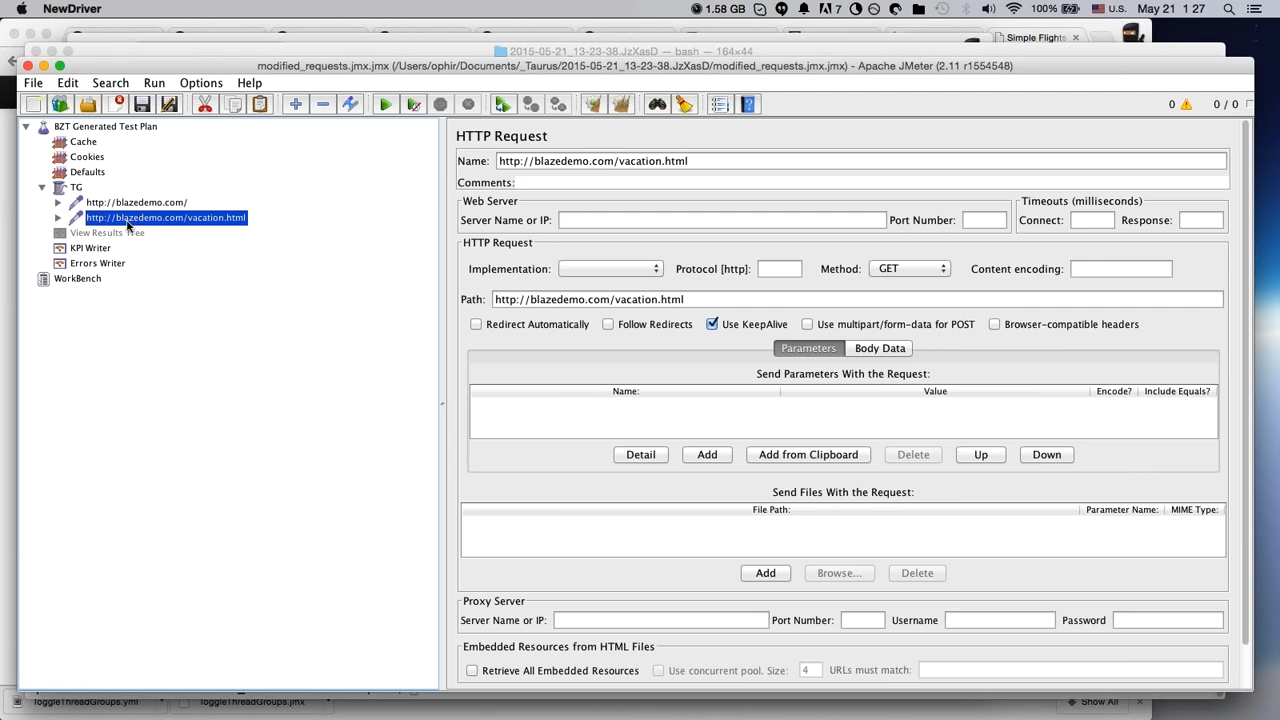 NewDriver
1.58 GB
7
100%
U.S.
May 21 1 27
Simple Flights
2015-05-21_13-23-38.JzXasD — bash — 164×44
modified_requests.jmx.jmx (/Users/ophir/Documents/_Taurus/2015-05-21_13-23-38.JzXasD/modified_requests.jmx) - Apache JMeter (2.11 r1554548)
File Edit Search Run Options Help
0 0 / 0
BZT Generated Test Plan
Cache
Cookies
Defaults
TG
http://blazedemo.com/
http://blazedemo.com/vacation.html
View Results Tree
KPI Writer
Errors Writer
WorkBench
HTTP Request
Name: http://blazedemo.com/vacation.html
Comments:
Web Server
Timeouts (milliseconds)
Server Name or IP: Port Number: Connect: Response:
HTTP Request
Implementation: Protocol [http]: Method: GET Content encoding:
Path: http://blazedemo.com/vacation.html
Redirect Automatically Follow Redirects Use KeepAlive Use multipart/form-data for POST Browser-compatible headers
Parameters Body Data
Send Parameters With the Request:
Name: Value Encode? Include Equals?
Detail Add Add from Clipboard Delete Up Down
Send Files With the Request:
File Path: Parameter Name: MIME Type:
Add Browse... Delete
Proxy Server
Server Name or IP: Port Number: Username Password
Embedded Resources from HTML Files
Retrieve All Embedded Resources Use concurrent pool. Size: 4 URLs must match:
ToggleThreadGroups.yml ToggleThreadGroups.jmx Show All